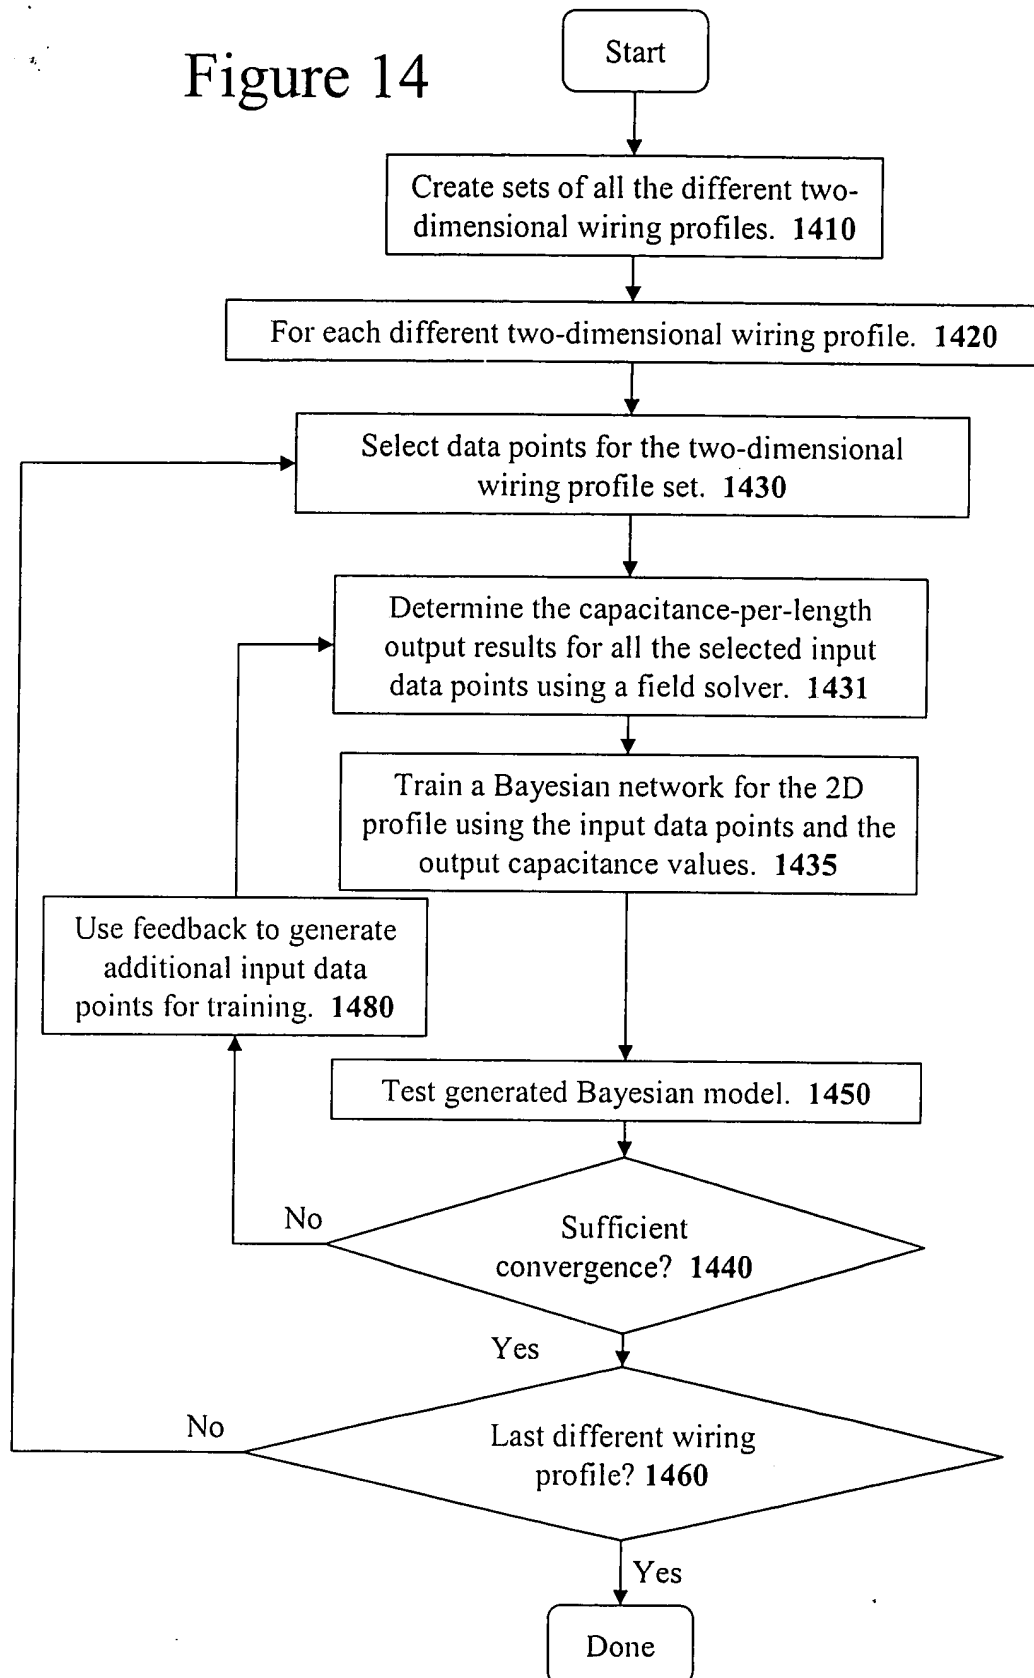 Figure 14
Start
Create sets of all the different two-
dimensional wiring profiles. 1410
For each different two-dimensional wiring profile. 1420
Select data points for the two-dimensional
wiring profile set. 1430
Determine the capacitance-per-length
output results for all the selected input
data points using a field solver. 1431
Train a Bayesian network for the 2D
profile using the input data points and the
output capacitance values. 1435
Use feedback to generate
additional input data
points for training. 1480
Test generated Bayesian model. 1450
No
Sufficient
convergence? 1440
Yes
No
Last different wiring
profile? 1460
Yes
Done